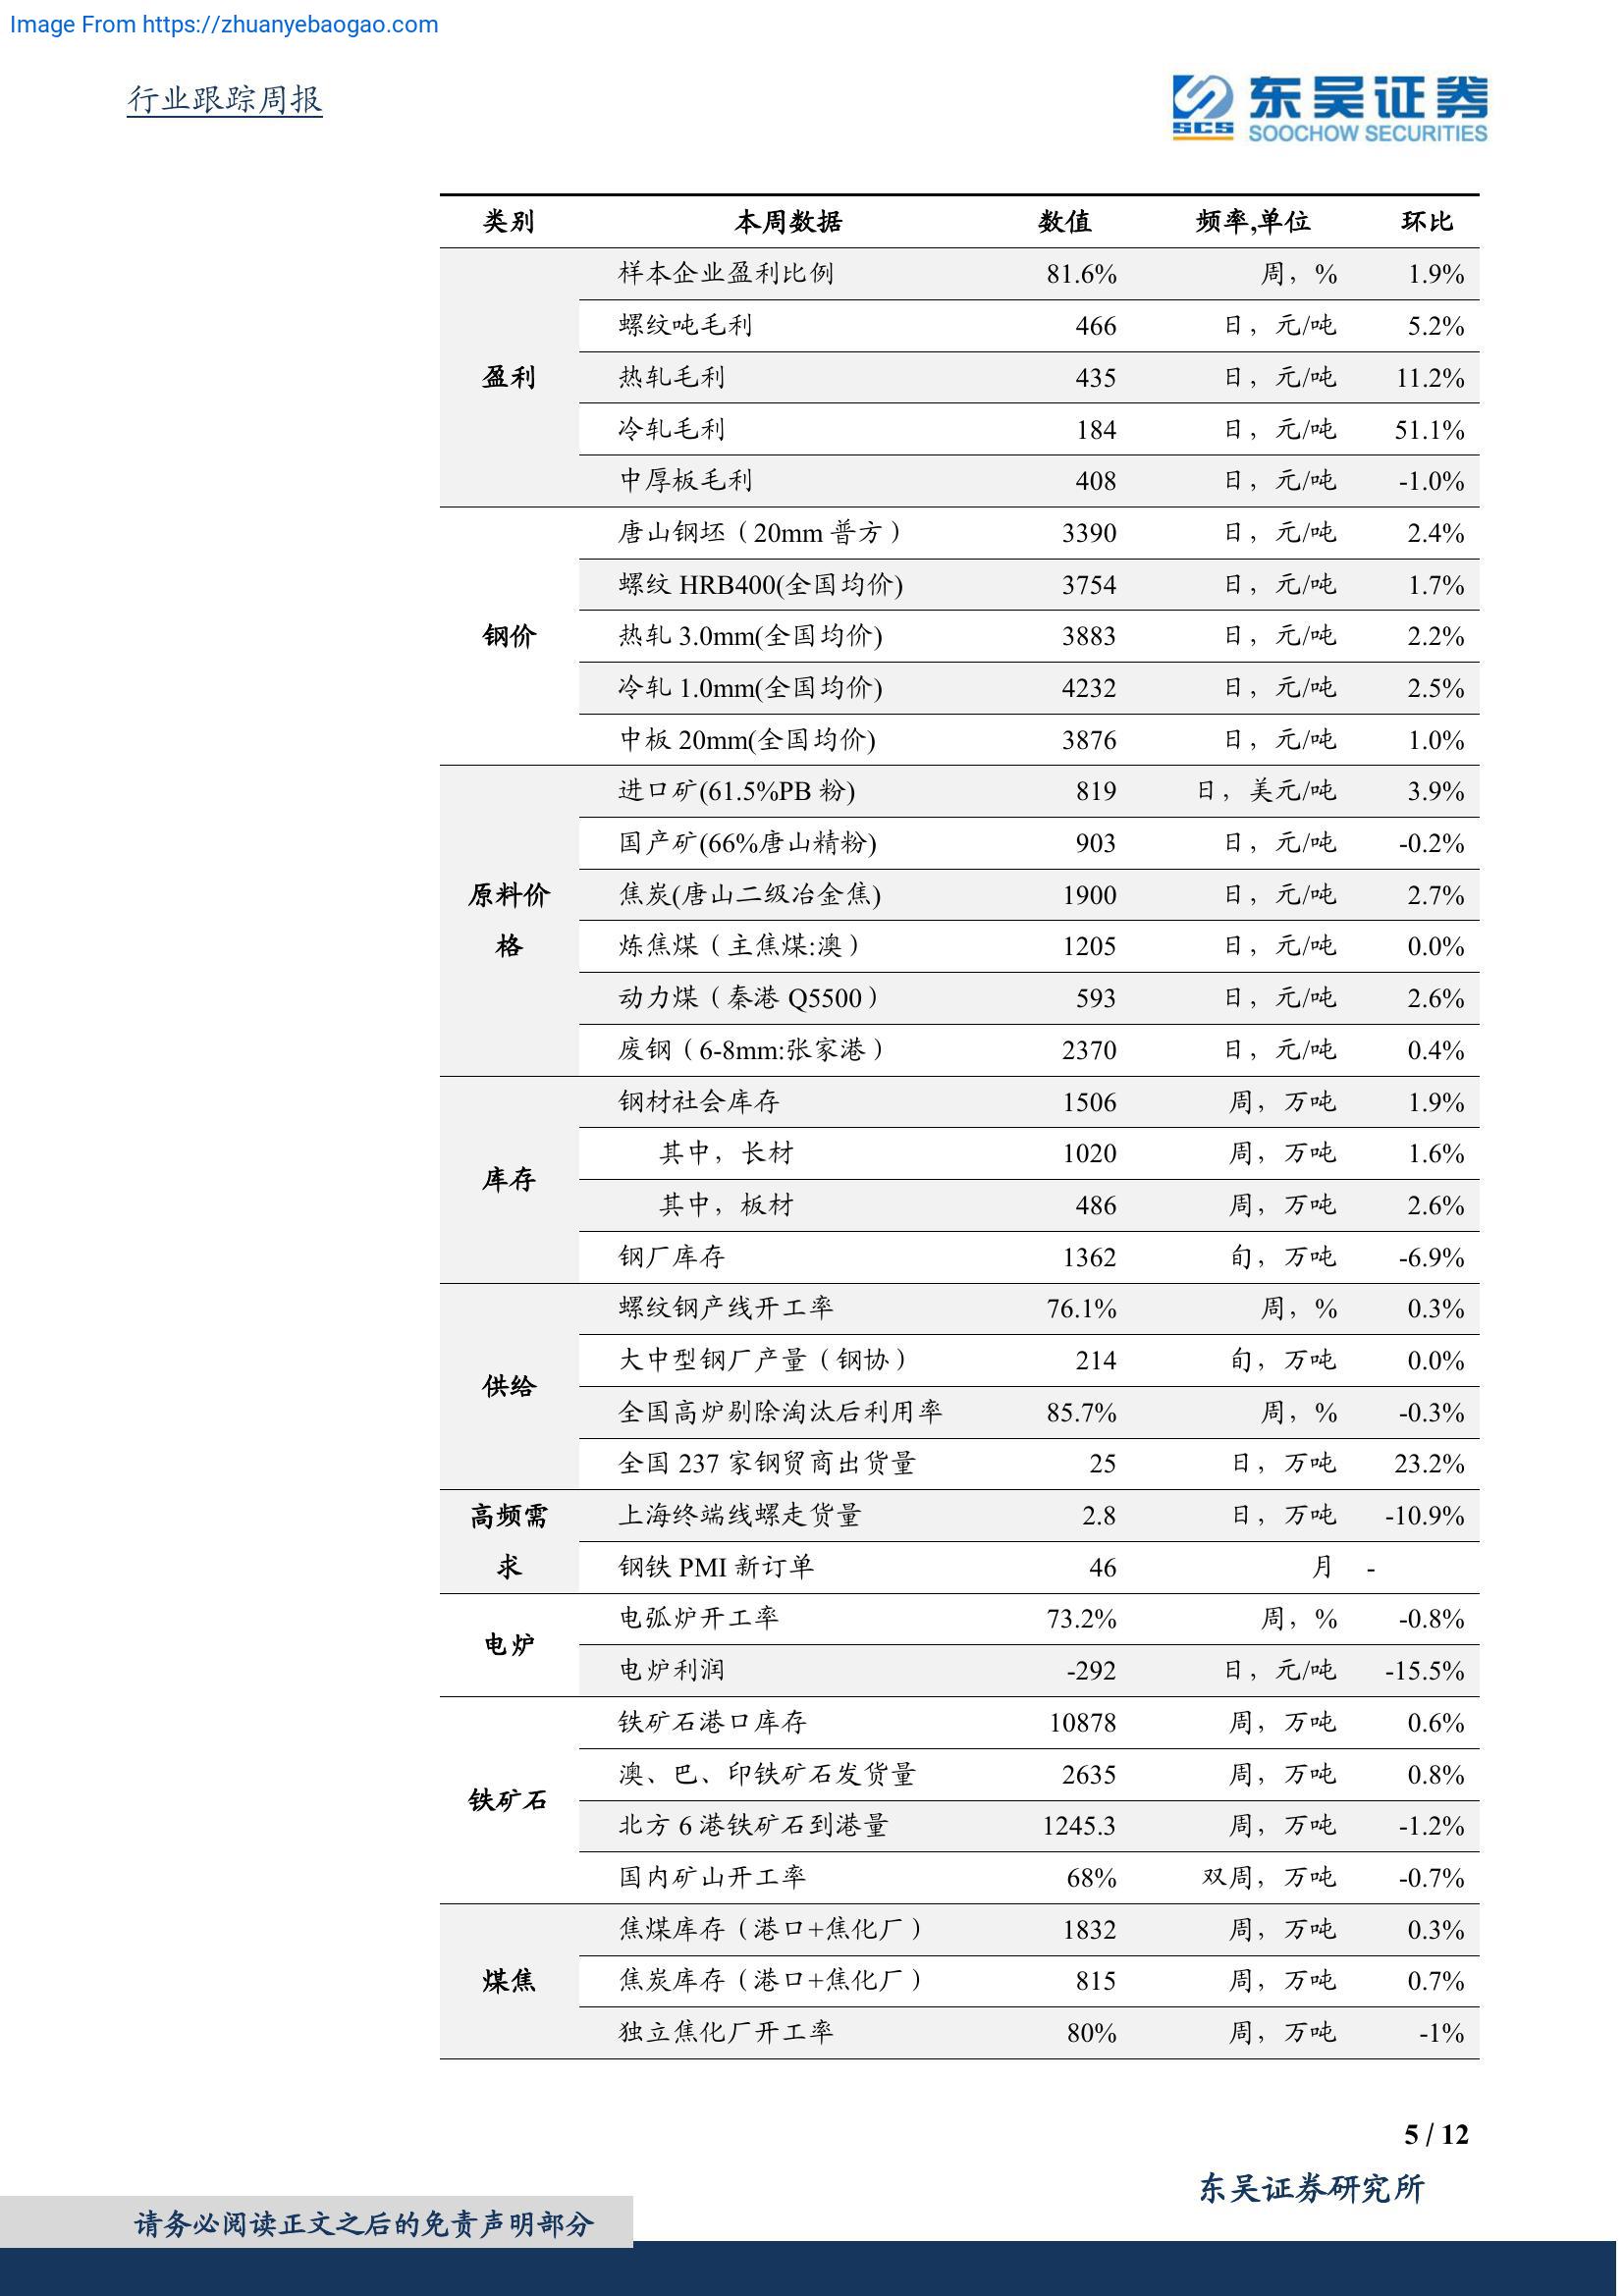 Image From https://zhuanyebaogao.com
行业跟踪周报
东吴证券
SCS
SOOCHOW SECURITIES
类别 本周数据 数值 频率,单位 环比
盈利
样本企业盈利比例 81.6% 周，% 1.9%
螺纹吨毛利 466 日，元/吨 5.2%
热轧毛利 435 日，元/吨 11.2%
冷轧毛利 184 日，元/吨 51.1%
中厚板毛利 408 日，元/吨 -1.0%
钢价
唐山钢坯（20mm 普方） 3390 日，元/吨 2.4%
螺纹 HRB400(全国均价) 3754 日，元/吨 1.7%
热轧 3.0mm(全国均价) 3883 日，元/吨 2.2%
冷轧 1.0mm(全国均价) 4232 日，元/吨 2.5%
中板 20mm(全国均价) 3876 日，元/吨 1.0%
原料价
格
进口矿(61.5%PB 粉) 819 日，美元/吨 3.9%
国产矿(66%唐山精粉) 903 日，元/吨 -0.2%
焦炭(唐山二级冶金焦) 1900 日，元/吨 2.7%
炼焦煤（主焦煤:澳） 1205 日，元/吨 0.0%
动力煤（秦港 Q5500） 593 日，元/吨 2.6%
废钢（6-8mm:张家港） 2370 日，元/吨 0.4%
库存
钢材社会库存 1506 周，万吨 1.9%
其中，长材 1020 周，万吨 1.6%
其中，板材 486 周，万吨 2.6%
钢厂库存 1362 旬，万吨 -6.9%
供给
螺纹钢产线开工率 76.1% 周，% 0.3%
大中型钢厂产量（钢协） 214 旬，万吨 0.0%
全国高炉剔除淘汰后利用率 85.7% 周，% -0.3%
全国 237 家钢贸商出货量 25 日，万吨 23.2%
高频需
求
上海终端线螺走货量 2.8 日，万吨 -10.9%
钢铁 PMI 新订单 46 月 -
电炉
电弧炉开工率 73.2% 周，% -0.8%
电炉利润 -292 日，元/吨 -15.5%
铁矿石
铁矿石港口库存 10878 周，万吨 0.6%
澳、巴、印铁矿石发货量 2635 周，万吨 0.8%
北方 6 港铁矿石到港量 1245.3 周，万吨 -1.2%
国内矿山开工率 68% 双周，万吨 -0.7%
煤焦
焦煤库存（港口+焦化厂） 1832 周，万吨 0.3%
焦炭库存（港口+焦化厂） 815 周，万吨 0.7%
独立焦化厂开工率 80% 周，万吨 -1%
5 / 12
东吴证券研究所
请务必阅读正文之后的免责声明部分